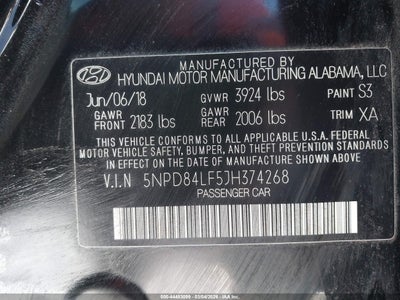 MANUFACTURED BY
HYUNDAI MOTOR MANUFACTURING ALABAMA, LLC
Jun/06/18 GVWR 3924 lbs PAINT S3
GAWR FRONT 2183 lbs GAWR REAR 2006 lbs TRIM XA
THIS VEHICLE CONFORMS TO ALL APPLICABLE U.S.A FEDERAL
MOTOR VEHICLE SAFETY, BUMPER, AND THEFT PREVENTION STANDARDS
IN EFFECT ON THE DATE OF MANUFACTURE SHOWN ABOVE.
V.I.N 5NPD84LF5JH374268
PASSENGER CAR